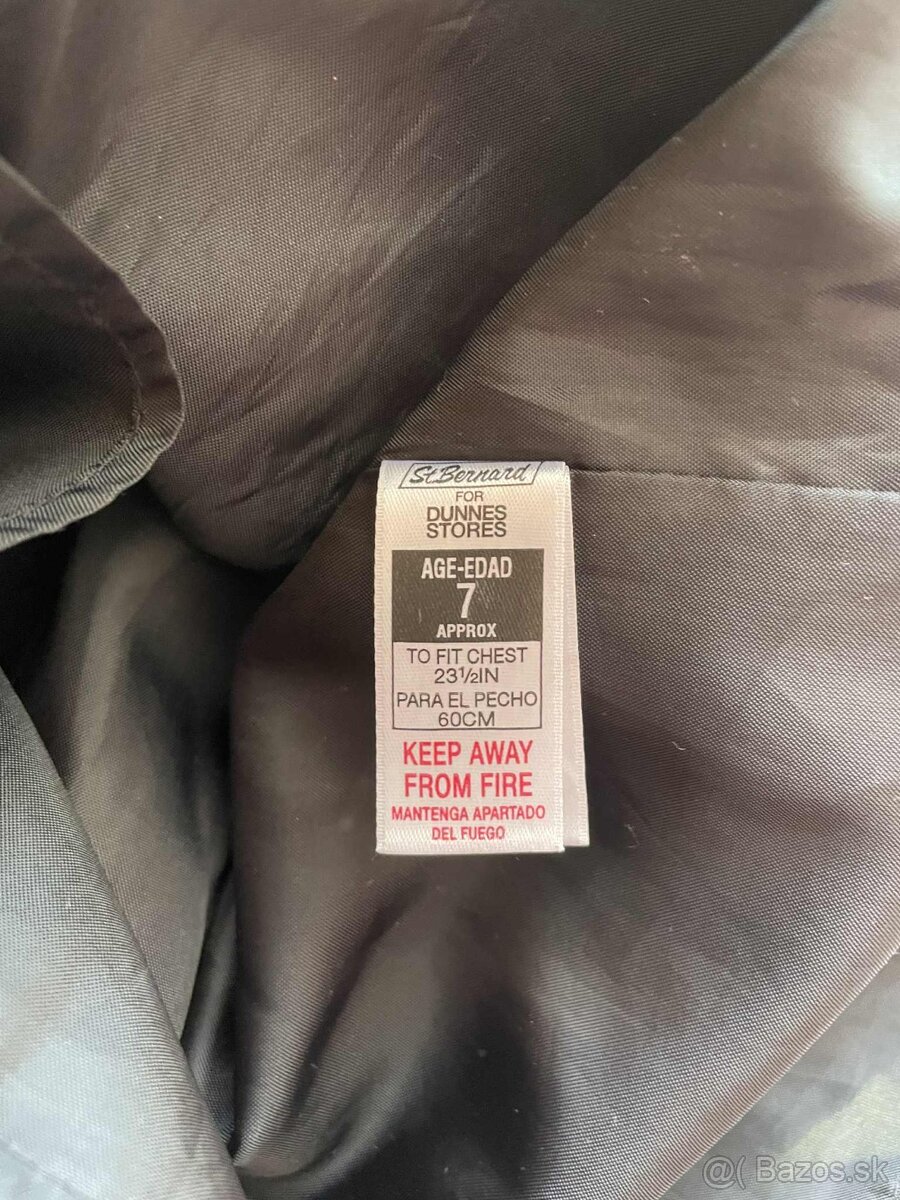 St.Bernard
FOR
DUNNES
STORES
AGE-EDAD
7
APPROX
TO FIT CHEST
23½IN
PARA EL PECHO
60CM
KEEP AWAY
FROM FIRE
MANTENGA APARTADO
DEL FUEGO
@( Bazos.sk